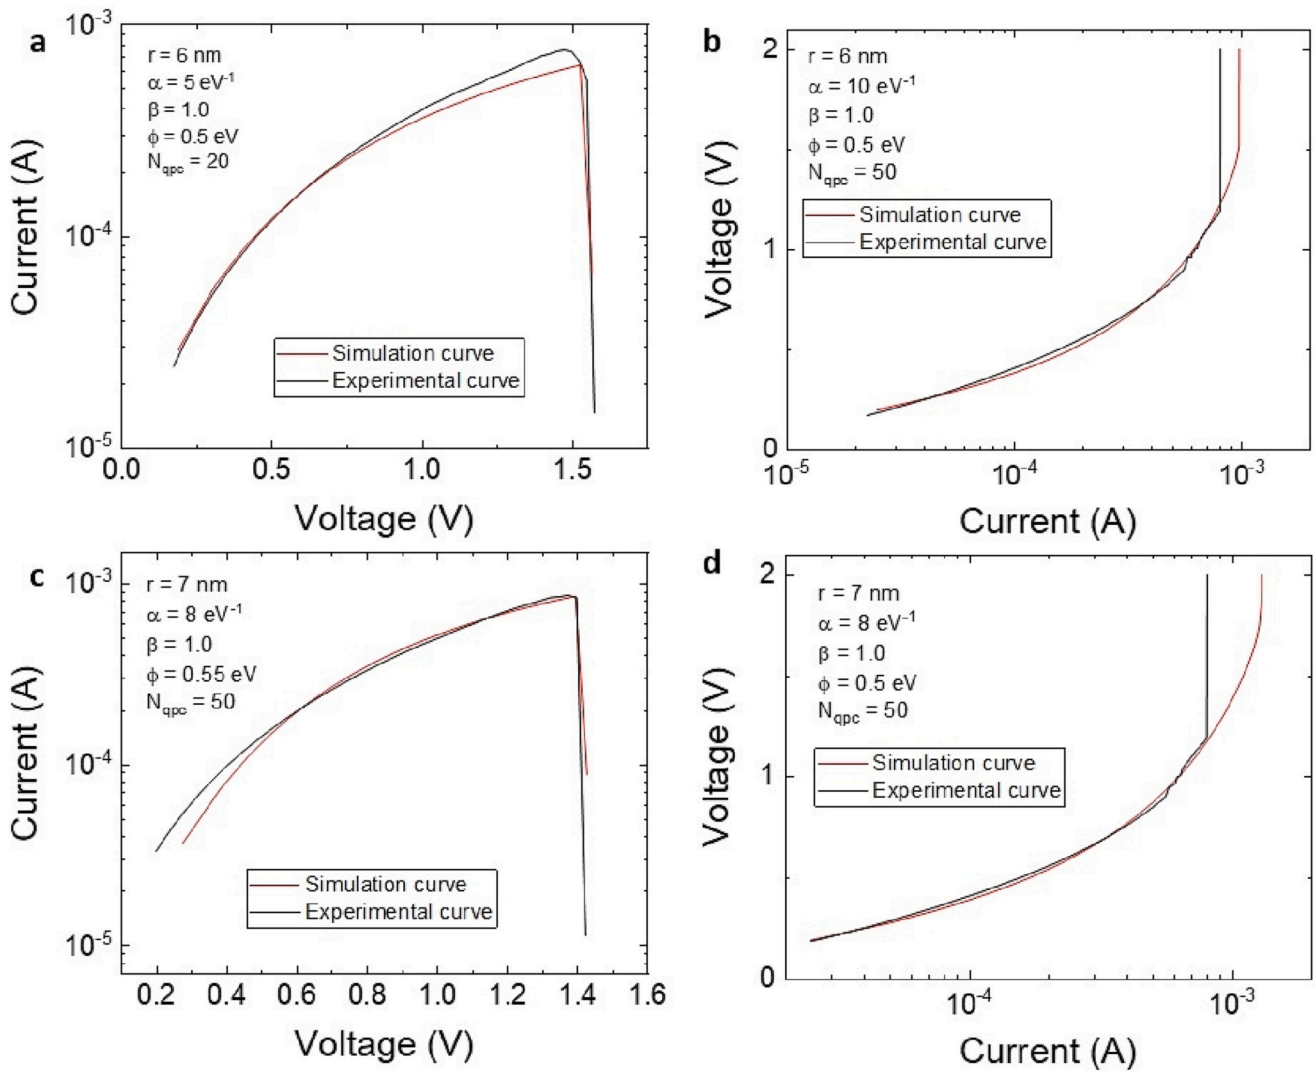 a
10⁻³
10⁻⁴
10⁻⁵
Current (A)
r = 6 nm
α = 5 eV⁻¹
β = 1.0
ϕ = 0.5 eV
N_qpc = 20
Simulation curve
Experimental curve
0.0 0.5 1.0 1.5
Voltage (V)
b
2
1
0
Voltage (V)
r = 6 nm
α = 10 eV⁻¹
β = 1.0
ϕ = 0.5 eV
N_qpc = 50
Simulation curve
Experimental curve
10⁻⁵ 10⁻⁴ 10⁻³
Current (A)
c
10⁻³
10⁻⁴
10⁻⁵
Current (A)
r = 7 nm
α = 8 eV⁻¹
β = 1.0
ϕ = 0.55 eV
N_qpc = 50
Simulation curve
Experimental curve
0.2 0.4 0.6 0.8 1.0 1.2 1.4 1.6
Voltage (V)
d
2
1
0
Voltage (V)
r = 7 nm
α = 8 eV⁻¹
β = 1.0
ϕ = 0.5 eV
N_qpc = 50
Simulation curve
Experimental curve
10⁻⁴ 10⁻³
Current (A)